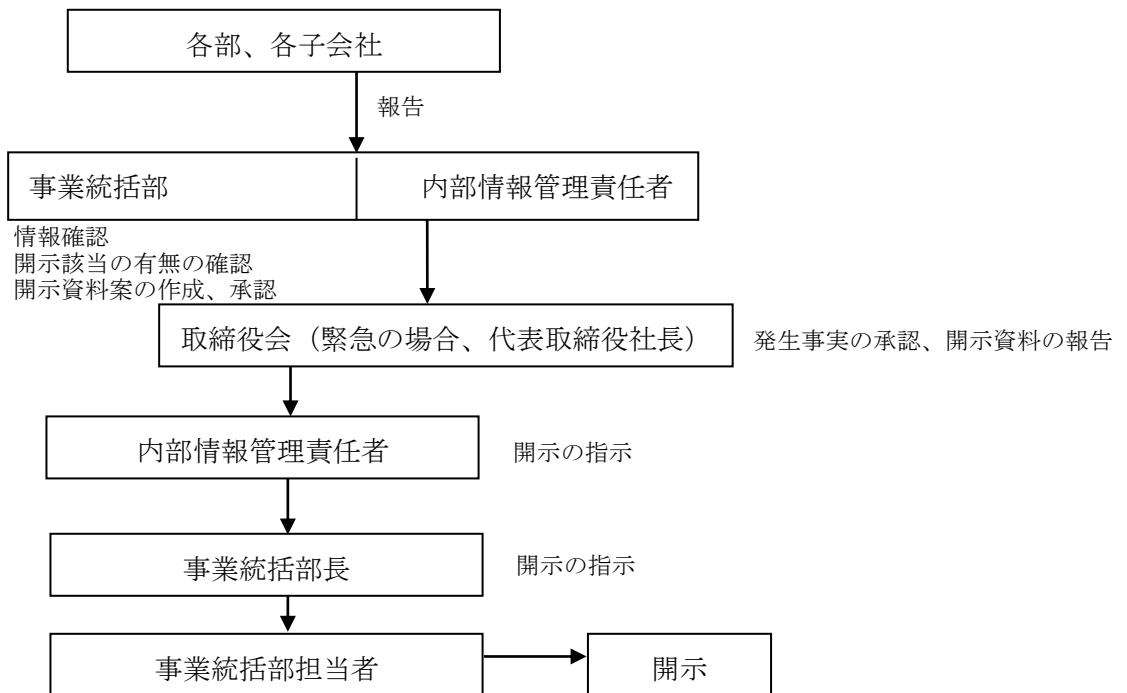 各部、各子会社
報告
事業統括部
内部情報管理責任者
情報確認
開示該当の有無の確認
開示資料案の作成、承認
取締役会（緊急の場合、代表取締役社長）
発生事実の承認、開示資料の報告
内部情報管理責任者
開示の指示
事業統括部長
開示の指示
事業統括部担当者
開示